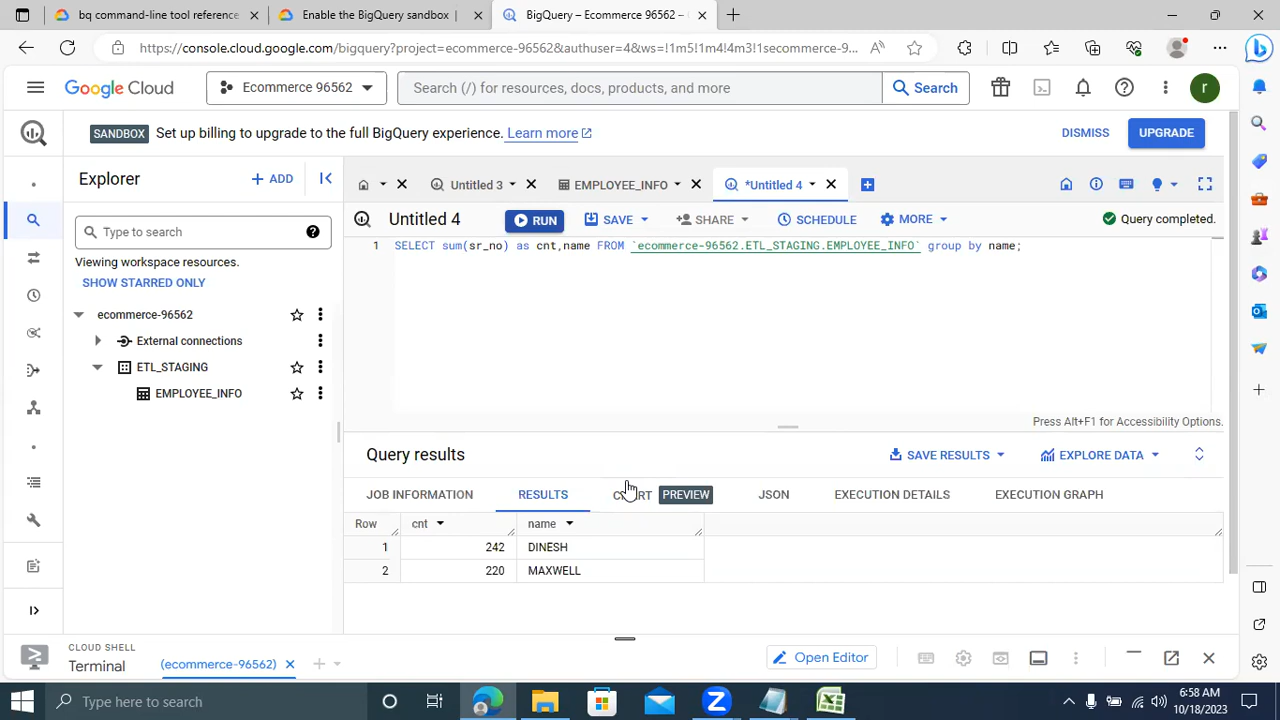 bq command-line tool reference
Enable the BigQuery sandbox
BigQuery – Ecommerce 96562 –
https://console.cloud.google.com/bigquery?project=ecommerce-96562&authuser=4&ws=!1m5!1m4!4m3!1secommerce-9...
Google Cloud
Ecommerce 96562
Search (/) for resources, docs, products, and more
Search
r
SANDBOX Set up billing to upgrade to the full BigQuery experience. Learn more
DISMISS
UPGRADE
Explorer
+ ADD
Untitled 3
EMPLOYEE_INFO
*Untitled 4
Untitled 4
RUN
SAVE
SHARE
SCHEDULE
MORE
Query completed.
Type to search
Viewing workspace resources.
SHOW STARRED ONLY
ecommerce-96562
External connections
ETL_STAGING
EMPLOYEE_INFO
1 SELECT sum(sr_no) as cnt,name FROM `ecommerce-96562.ETL_STAGING.EMPLOYEE_INFO` group by name;
Press Alt+F1 for Accessibility Options.
Query results
SAVE RESULTS
EXPLORE DATA
JOB INFORMATION
RESULTS
PREVIEW
JSON
EXECUTION DETAILS
EXECUTION GRAPH
Row cnt name
1 242 DINESH
2 220 MAXWELL
CLOUD SHELL
Terminal
(ecommerce-96562)
Open Editor
Type here to search
6:58 AM
10/18/2023